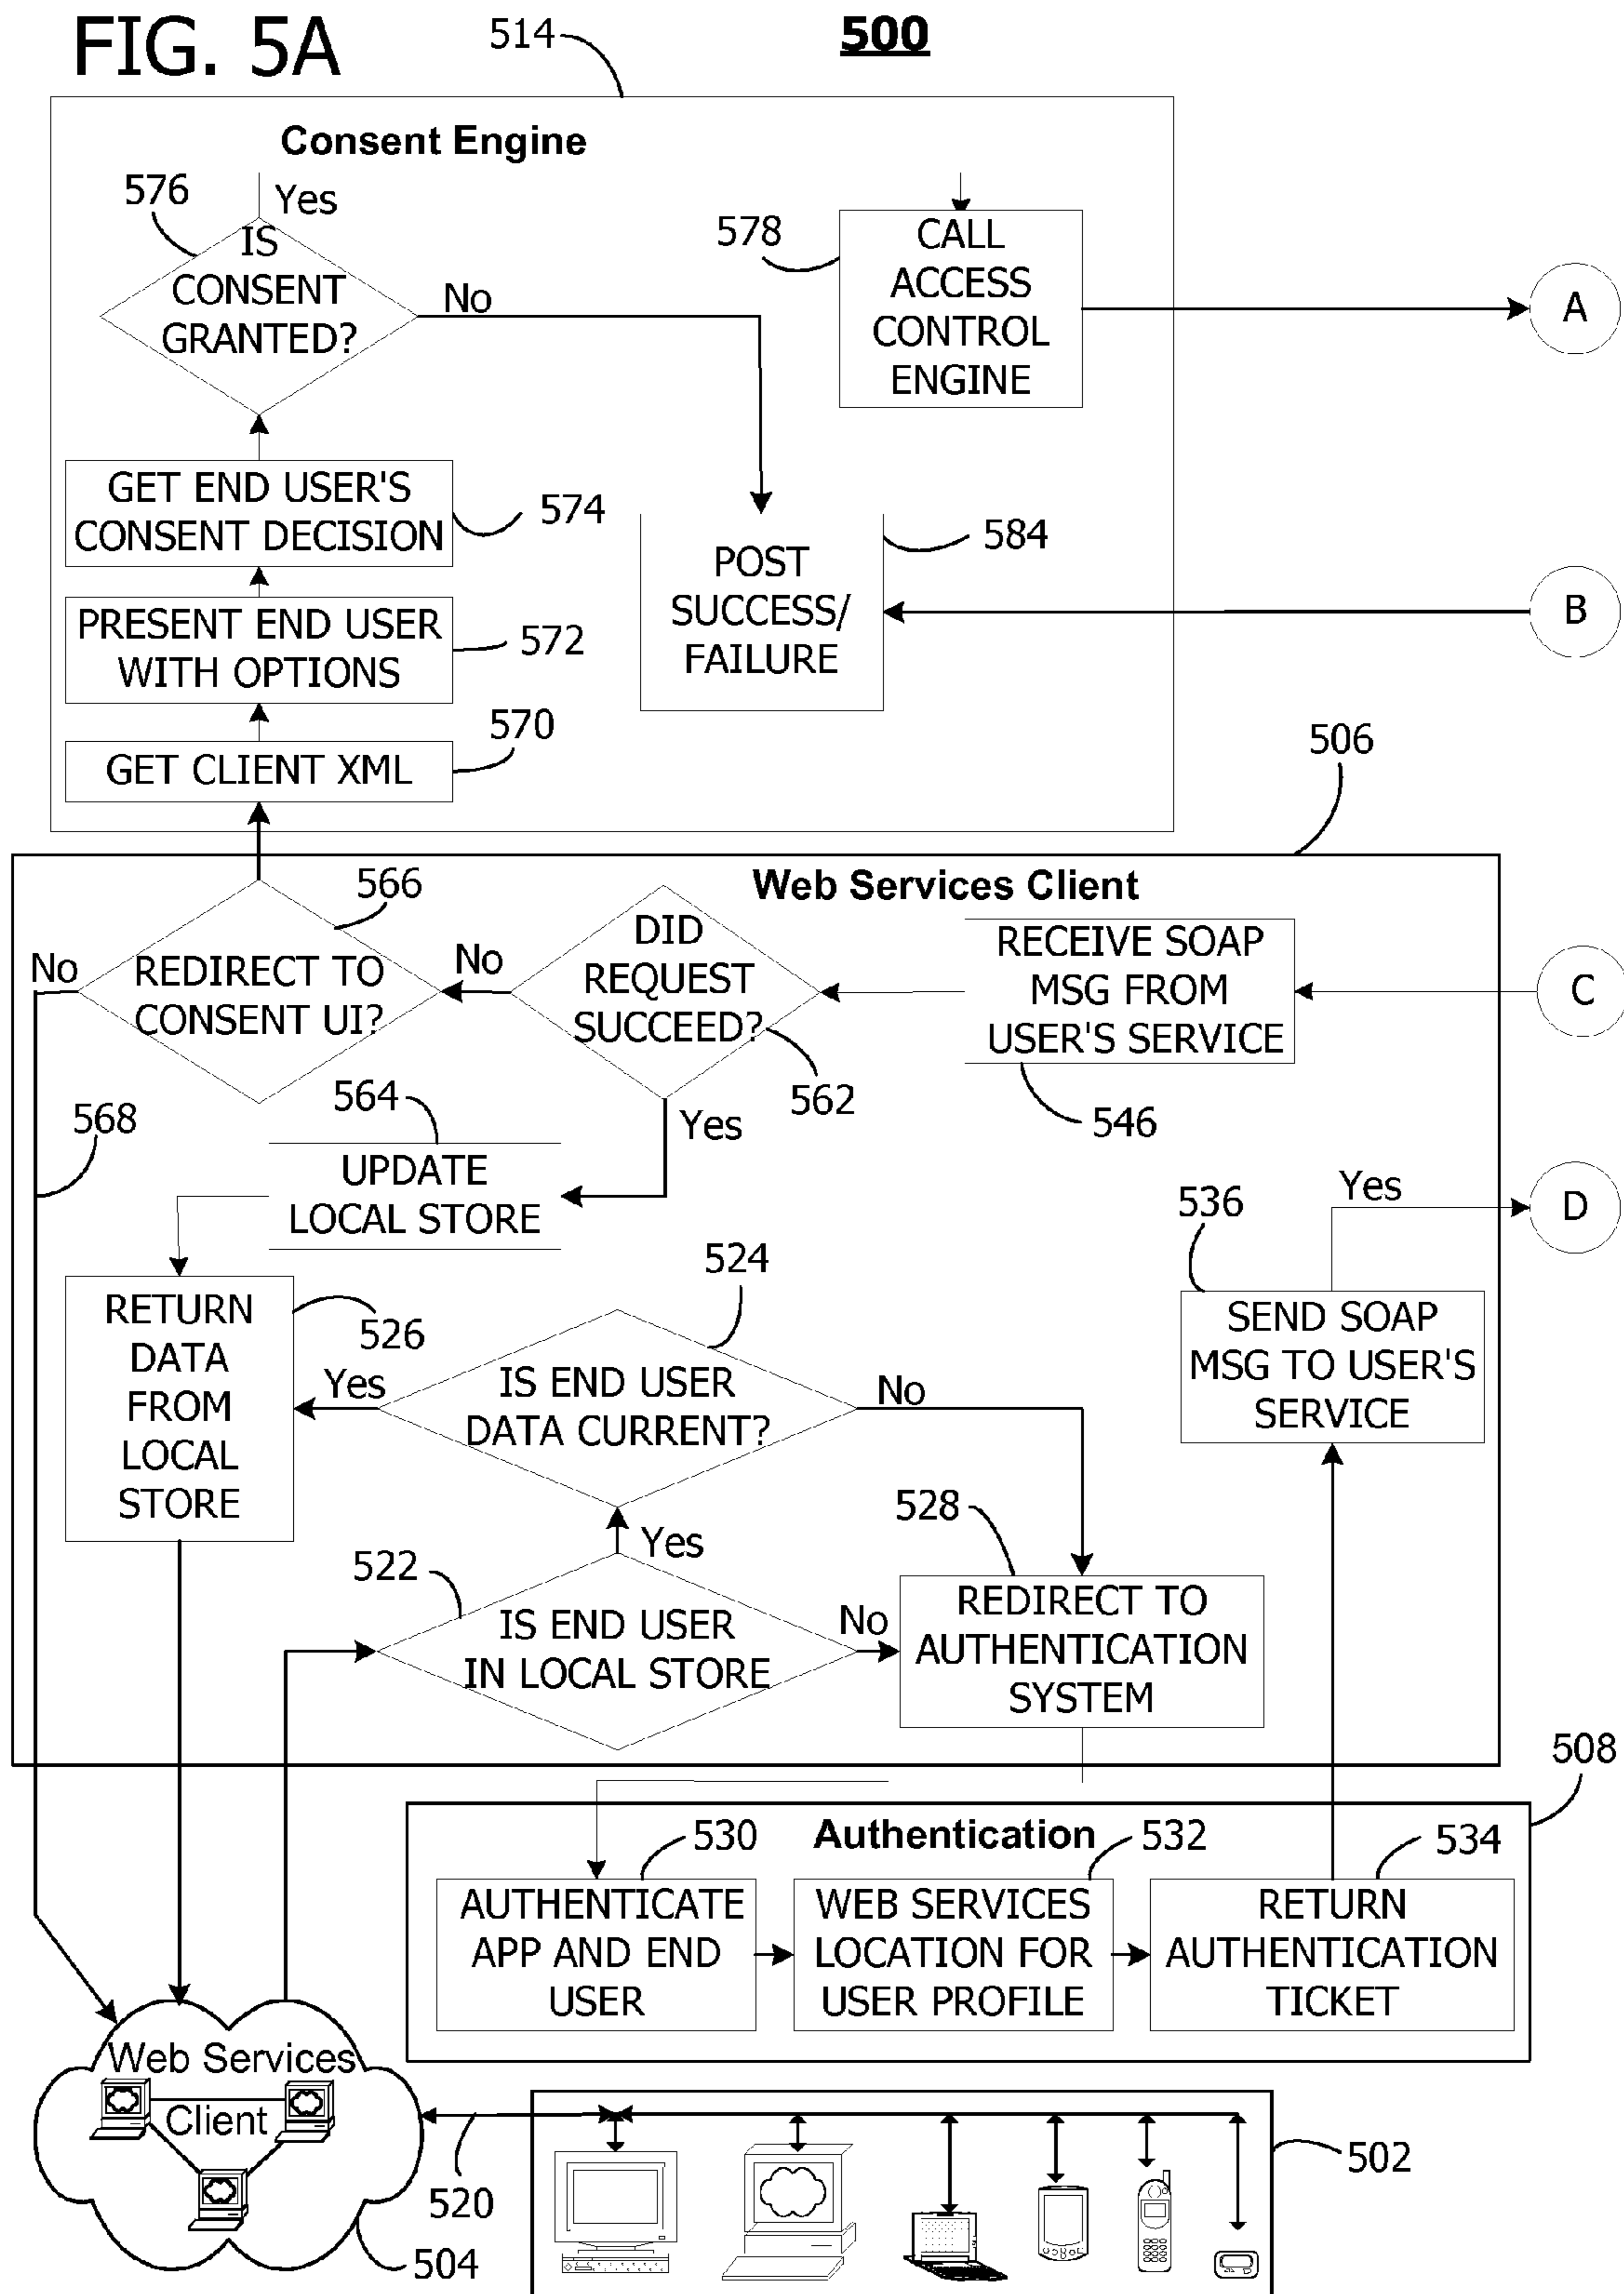 FIG. 5A
514
500
Consent Engine
576
Yes
IS
CONSENT
GRANTED?
No
578
CALL
ACCESS
CONTROL
ENGINE
A
GET END USER'S
CONSENT DECISION
574
POST
SUCCESS/
FAILURE
584
B
PRESENT END USER
WITH OPTIONS
572
570
GET CLIENT XML
506
Web Services Client
566
No
REDIRECT TO
CONSENT UI?
No
DID
REQUEST
SUCCEED?
562
RECEIVE SOAP
MSG FROM
USER'S SERVICE
546
C
568
564
Yes
UPDATE
LOCAL STORE
536
Yes
D
524
RETURN
DATA
FROM
LOCAL
STORE
526
Yes
IS END USER
DATA CURRENT?
No
SEND SOAP
MSG TO USER'S
SERVICE
528
522
Yes
IS END USER
IN LOCAL STORE
No
REDIRECT TO
AUTHENTICATION
SYSTEM
508
530
Authentication
532
534
AUTHENTICATE
APP AND END
USER
WEB SERVICES
LOCATION FOR
USER PROFILE
RETURN
AUTHENTICATION
TICKET
Web Services
Client
520
504
502